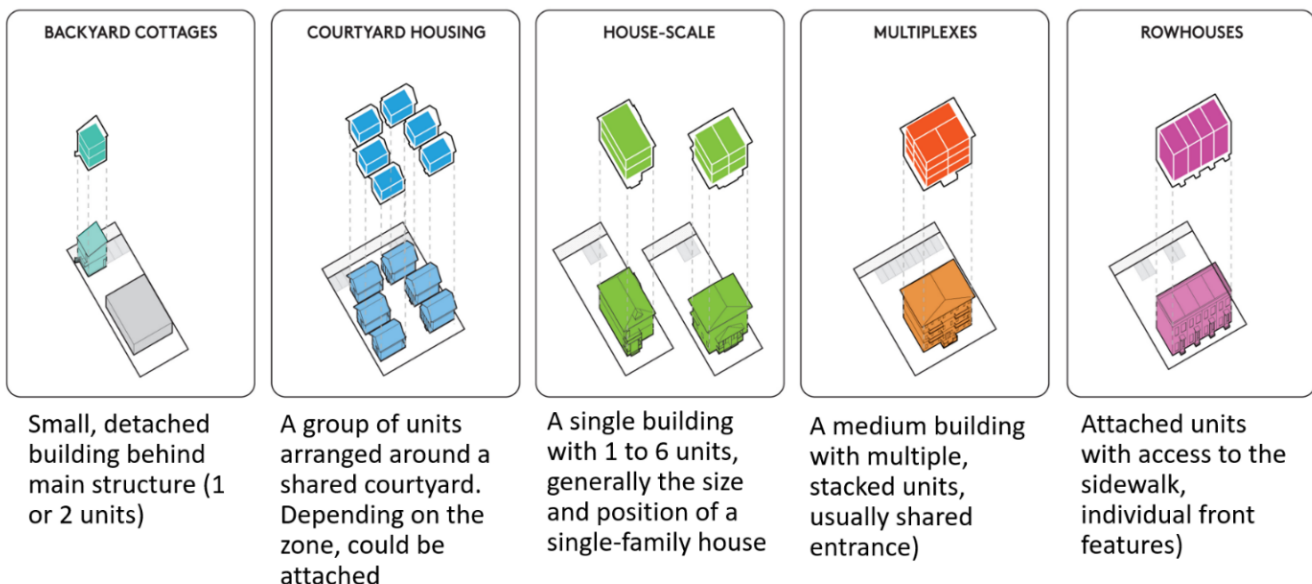 BACKYARD COTTAGES
Small, detached
building behind
main structure (1
or 2 units)
COURTYARD HOUSING
A group of units
arranged around a
shared courtyard.
Depending on the
zone, could be
attached
HOUSE-SCALE
A single building
with 1 to 6 units,
generally the size
and position of a
single-family house
MULTIPLEXES
A medium building
with multiple,
stacked units,
usually shared
entrance)
ROWHOUSES
Attached units
with access to the
sidewalk,
individual front
features)